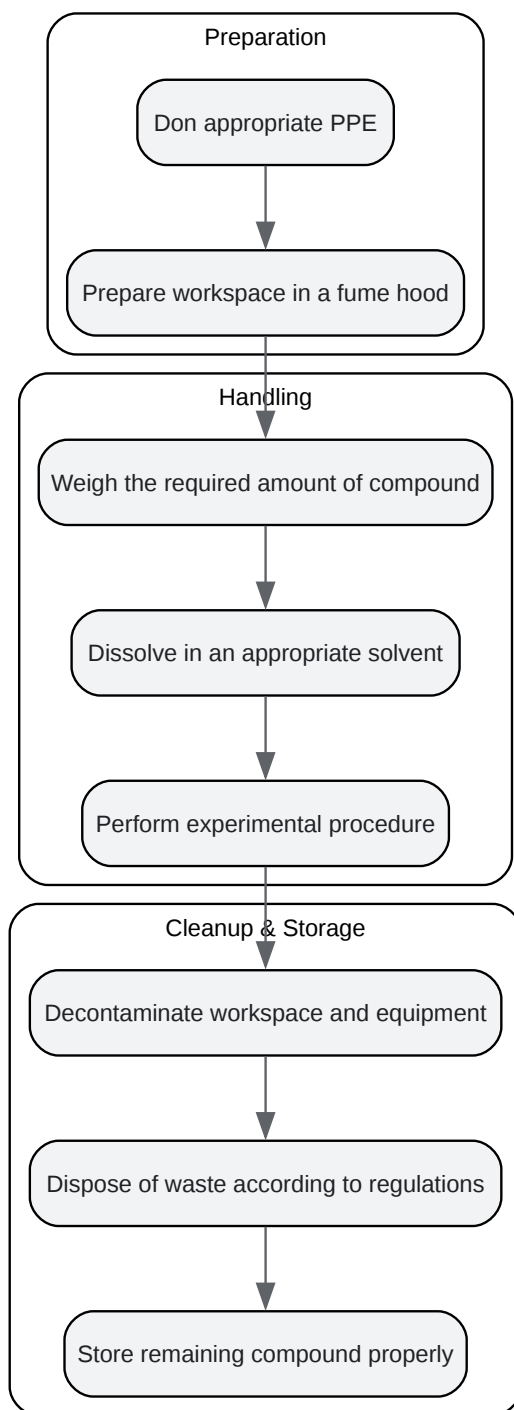 Preparation
Don appropriate PPE
Prepare workspace in a fume hood
Handling
Weigh the required amount of compound
Dissolve in an appropriate solvent
Perform experimental procedure
Cleanup & Storage
Decontaminate workspace and equipment
Dispose of waste according to regulations
Store remaining compound properly